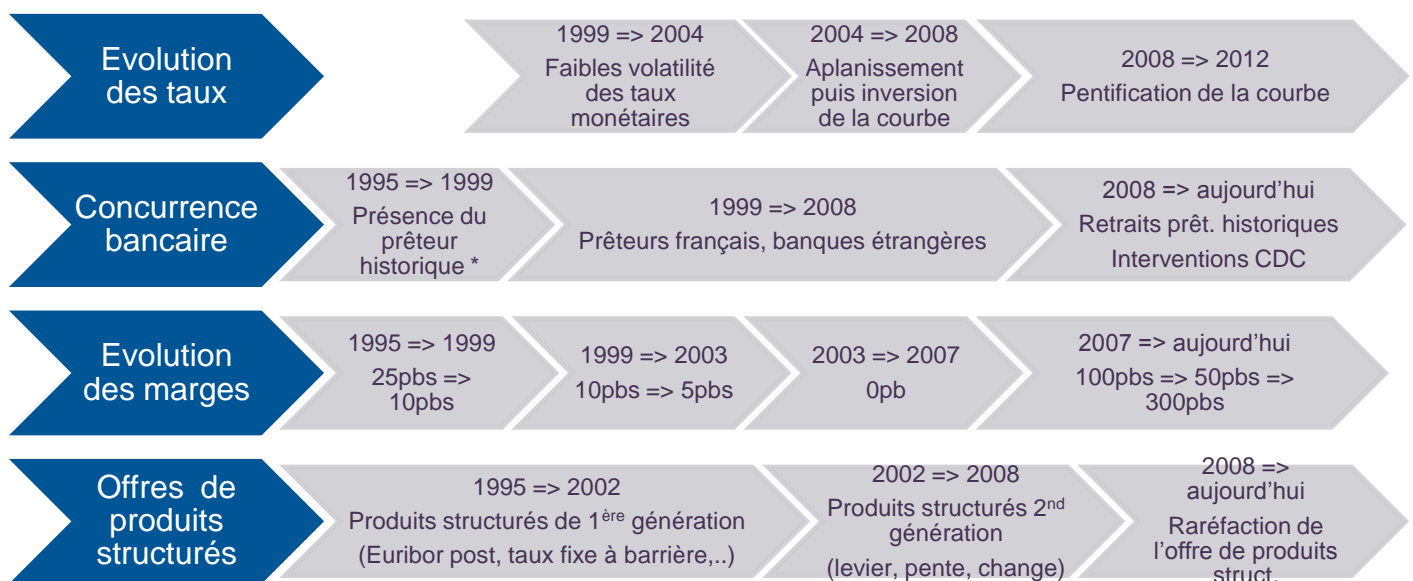 Evolution
des taux
1999 => 2004
Faibles volatilité
des taux
monétaires
2004 => 2008
Aplanissement
puis inversion
de la courbe
2008 => 2012
Pentification de la courbe
Concurrence
bancaire
1995 => 1999
Présence du
prêteur
historique *
1999 => 2008
Prêteurs français, banques étrangères
2008 => aujourd’hui
Retraits prêt. historiques
Interventions CDC
Evolution
des marges
1995 => 1999
25pbs =>
10pbs
1999 => 2003
10pbs => 5pbs
2003 => 2007
0pb
2007 => aujourd’hui
100pbs => 50pbs =>
300pbs
Offres de
produits
structurés
1995 => 2002
Produits structurés de 1ère génération
(Euribor post, taux fixe à barrière,..)
2002 => 2008
Produits structurés 2nd
génération
(levier, pente, change)
2008 =>
aujourd’hui
Raréfaction de
l’offre de produits
struct.